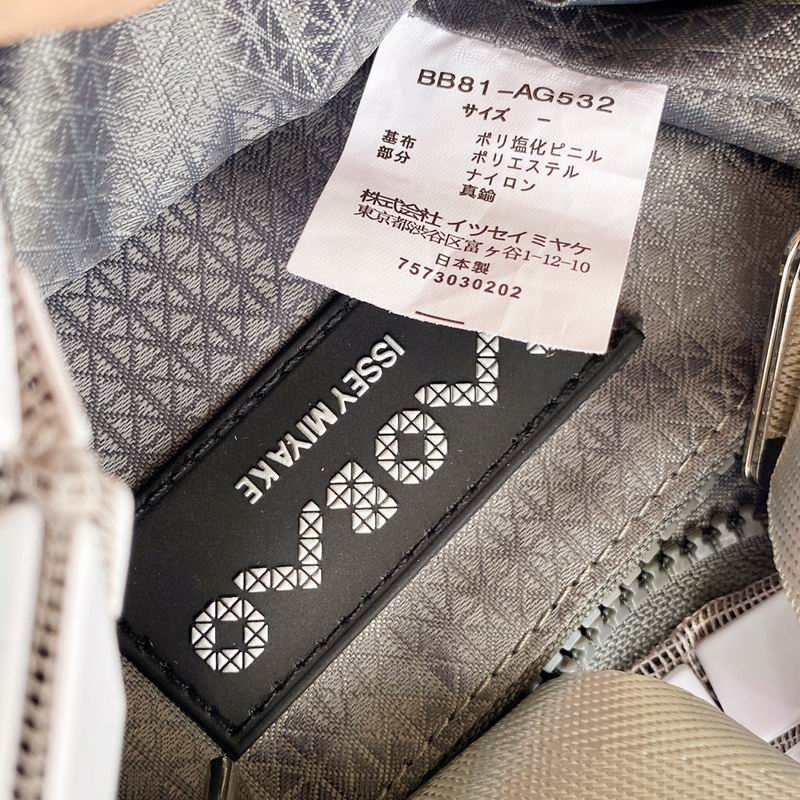 BB81-AG532
サイズ ー
基布 ポリ塩化ビニル
部分 ポリエステル
ナイロン
真鍮
株式会社 イツセイミヤケ
東京都渋谷区富ヶ谷1-12-10
日本製
7573030202
ISSEY MIYAKE